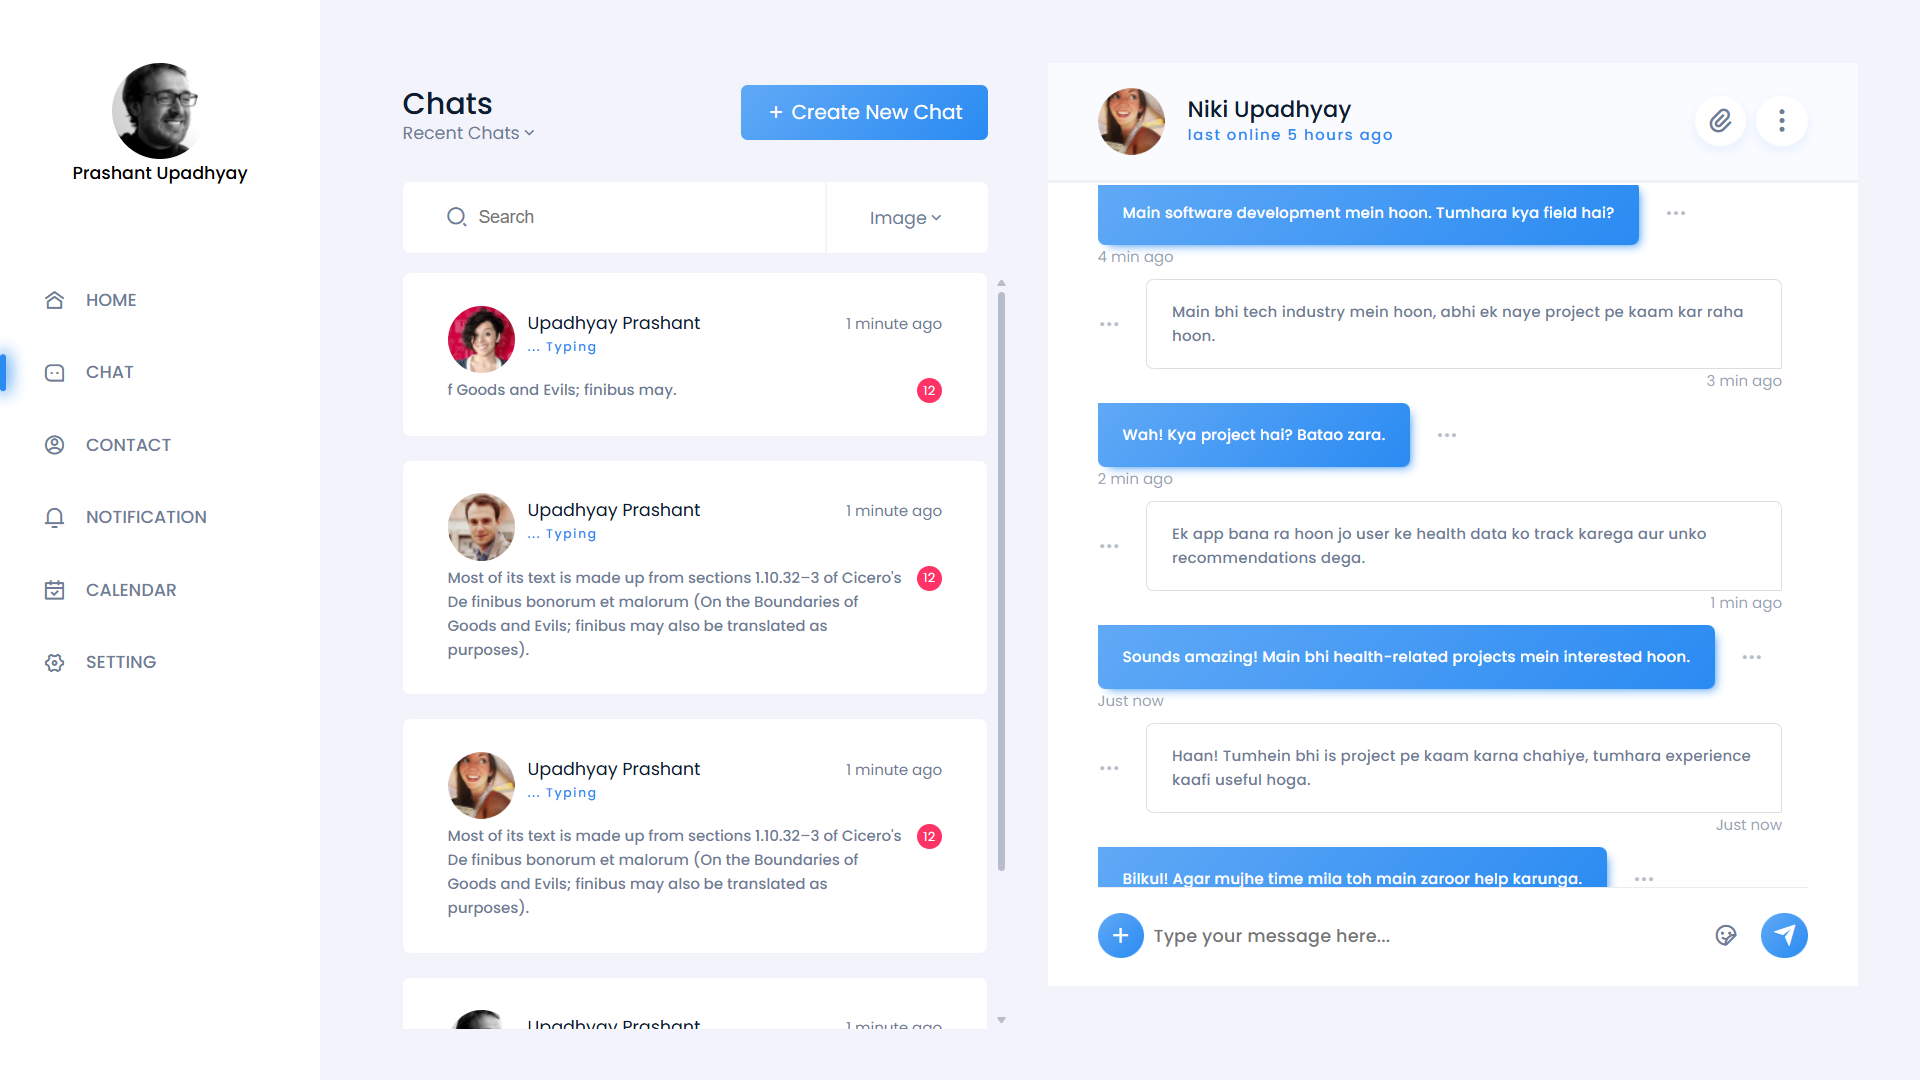 Prashant Upadhyay
HOME
CHAT
CONTACT
NOTIFICATION
CALENDAR
SETTING
Chats
Recent Chats
+ Create New Chat
Search
Image
Upadhyay Prashant
1 minute ago
... Typing
f Goods and Evils; finibus may.
12
Upadhyay Prashant
1 minute ago
... Typing
Most of its text is made up from sections 1.10.32–3 of Cicero's
12
De finibus bonorum et malorum (On the Boundaries of
Goods and Evils; finibus may also be translated as
purposes).
Upadhyay Prashant
1 minute ago
... Typing
Most of its text is made up from sections 1.10.32–3 of Cicero's
12
De finibus bonorum et malorum (On the Boundaries of
Goods and Evils; finibus may also be translated as
purposes).
Upadhyay Prashant
1 minute ago
Niki Upadhyay
last online 5 hours ago
Main software development mein hoon. Tumhara kya field hai?
4 min ago
Main bhi tech industry mein hoon, abhi ek naye project pe kaam kar raha
hoon.
3 min ago
Wah! Kya project hai? Batao zara.
2 min ago
Ek app bana ra hoon jo user ke health data ko track karega aur unko
recommendations dega.
1 min ago
Sounds amazing! Main bhi health-related projects mein interested hoon.
Just now
Haan! Tumhein bhi is project pe kaam karna chahiye, tumhara experience
kaafi useful hoga.
Just now
Bilkul! Agar mujhe time mila toh main zaroor help karunga.
Type your message here...